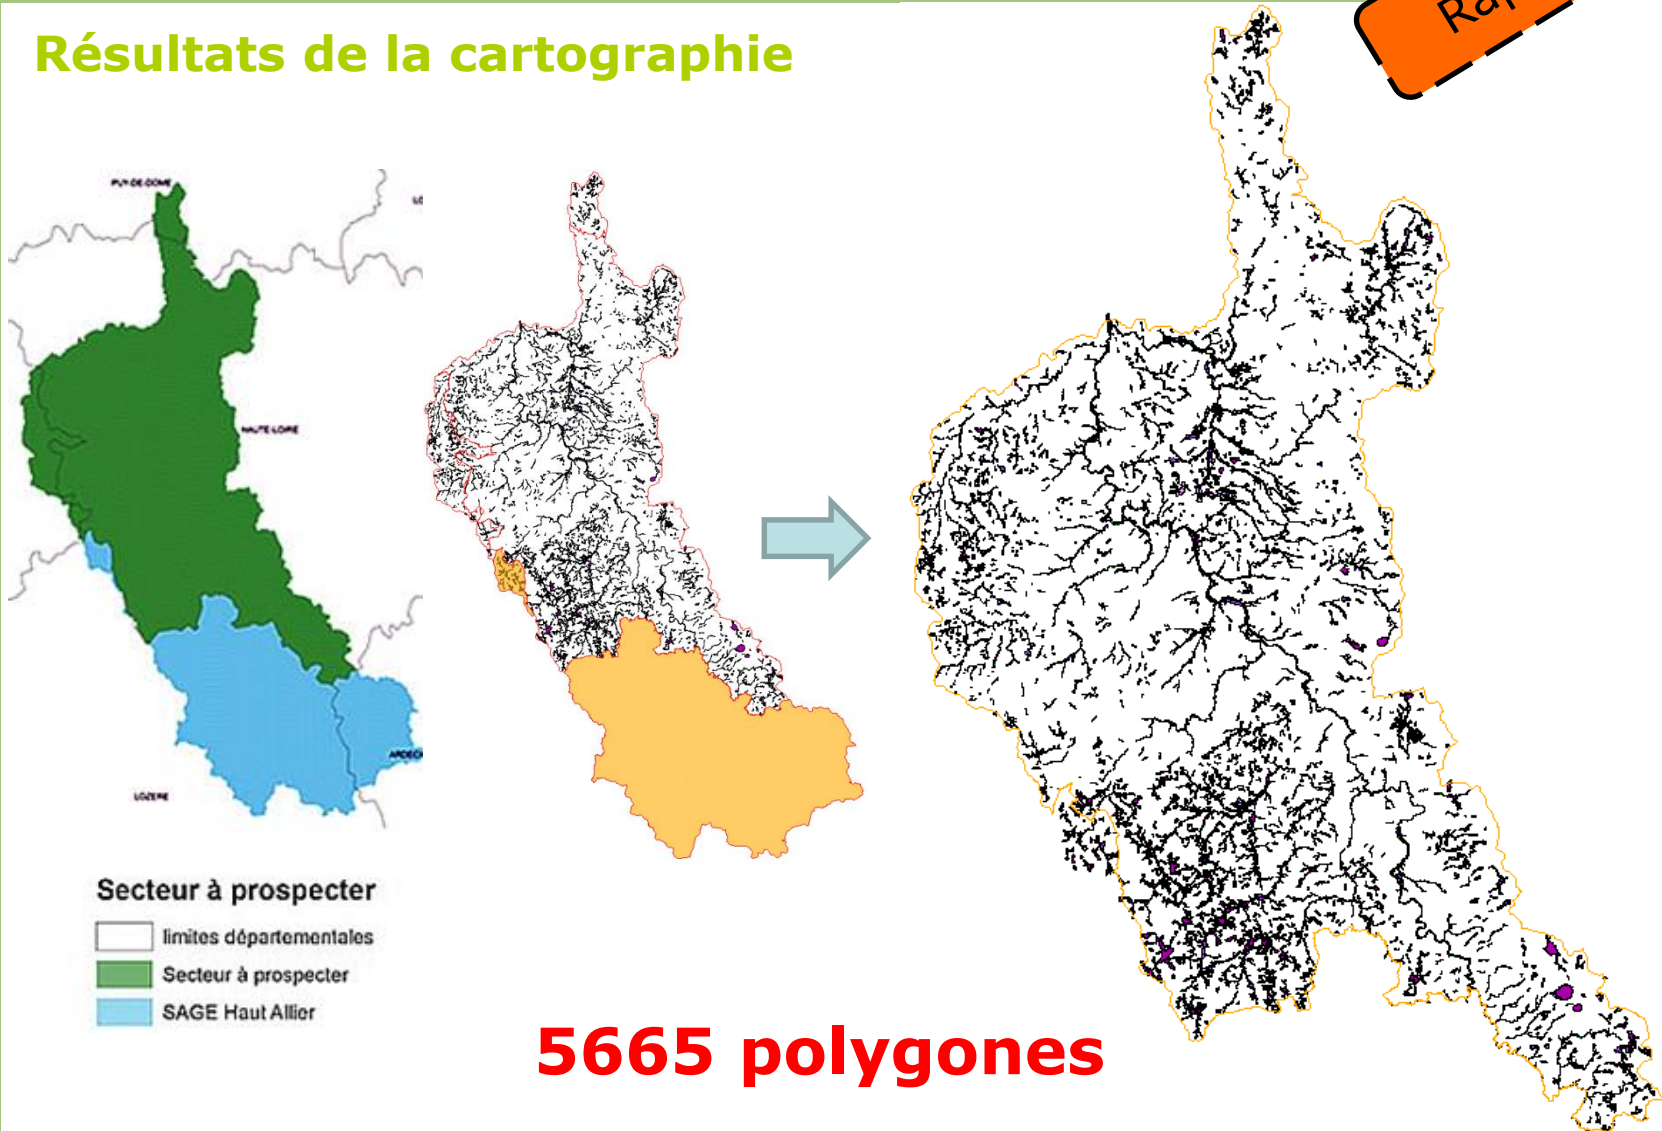 Résultats de la cartographie
PUY-DE-DOME
HAUTE-LOIRE
LOZERE
Secteur à prospecter
limites départementales
Secteur à prospecter
SAGE Haut Allier
5665 polygones